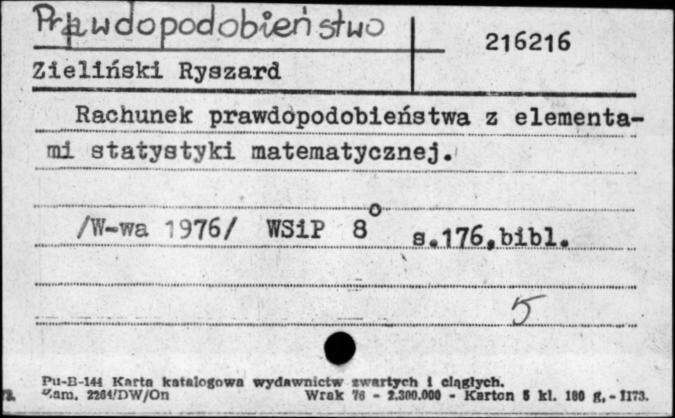 Prawdopodobieństwo
216216
Zieliński Ryszard
Rachunek prawdopodobieństwa z elementa-
mi statystyki matematycznej.
/W-wa 1976/ WSiP 8° s.176,bibl.
5
Pu-B-144 Karta katalogowa wydawnictw zwartych i ciągłych.
Zam. 2264/DW/On Wrak 76 - 2.300.000 - Karton 5 kl. 180 g. - 1173.